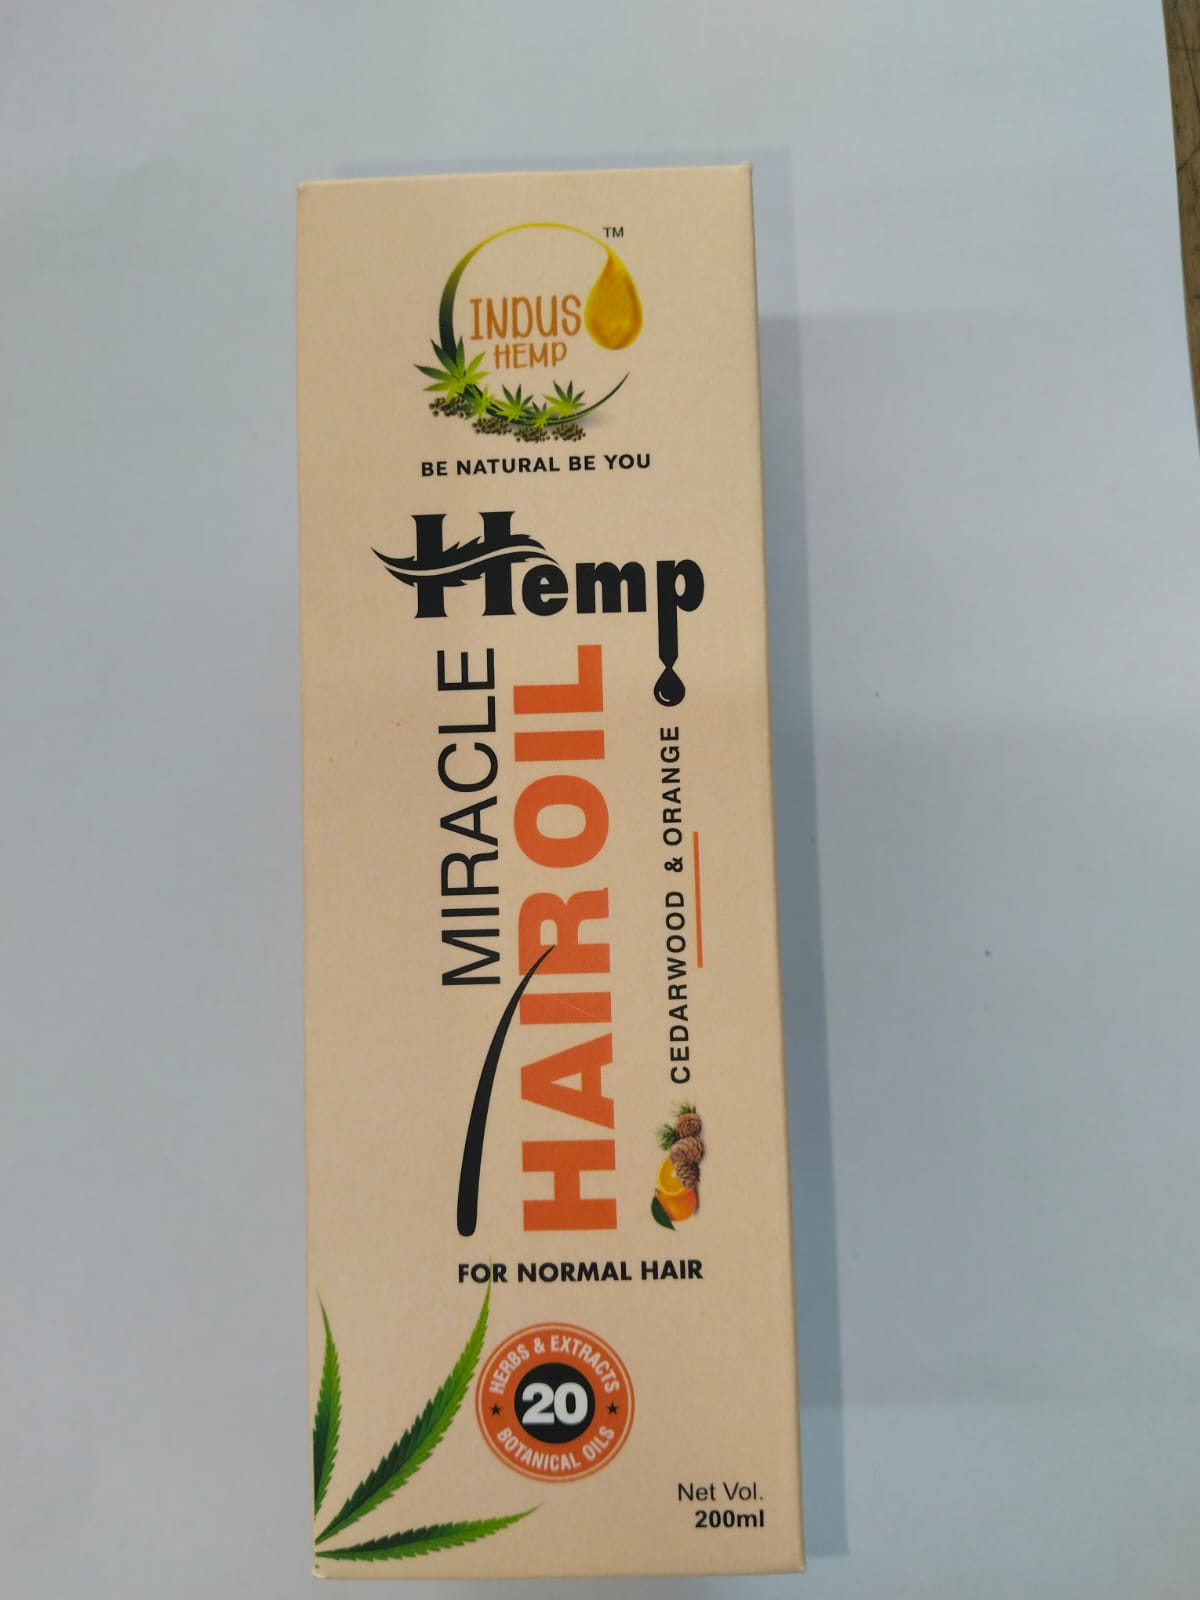 TM
INDUS
HEMP
BE NATURAL BE YOU
Hemp
MIRACLE
HAIROIL
CEDARWOOD & ORANGE
FOR NORMAL HAIR
HERBS & EXTRACTS
20
BOTANICAL OILS
Net Vol.
200ml